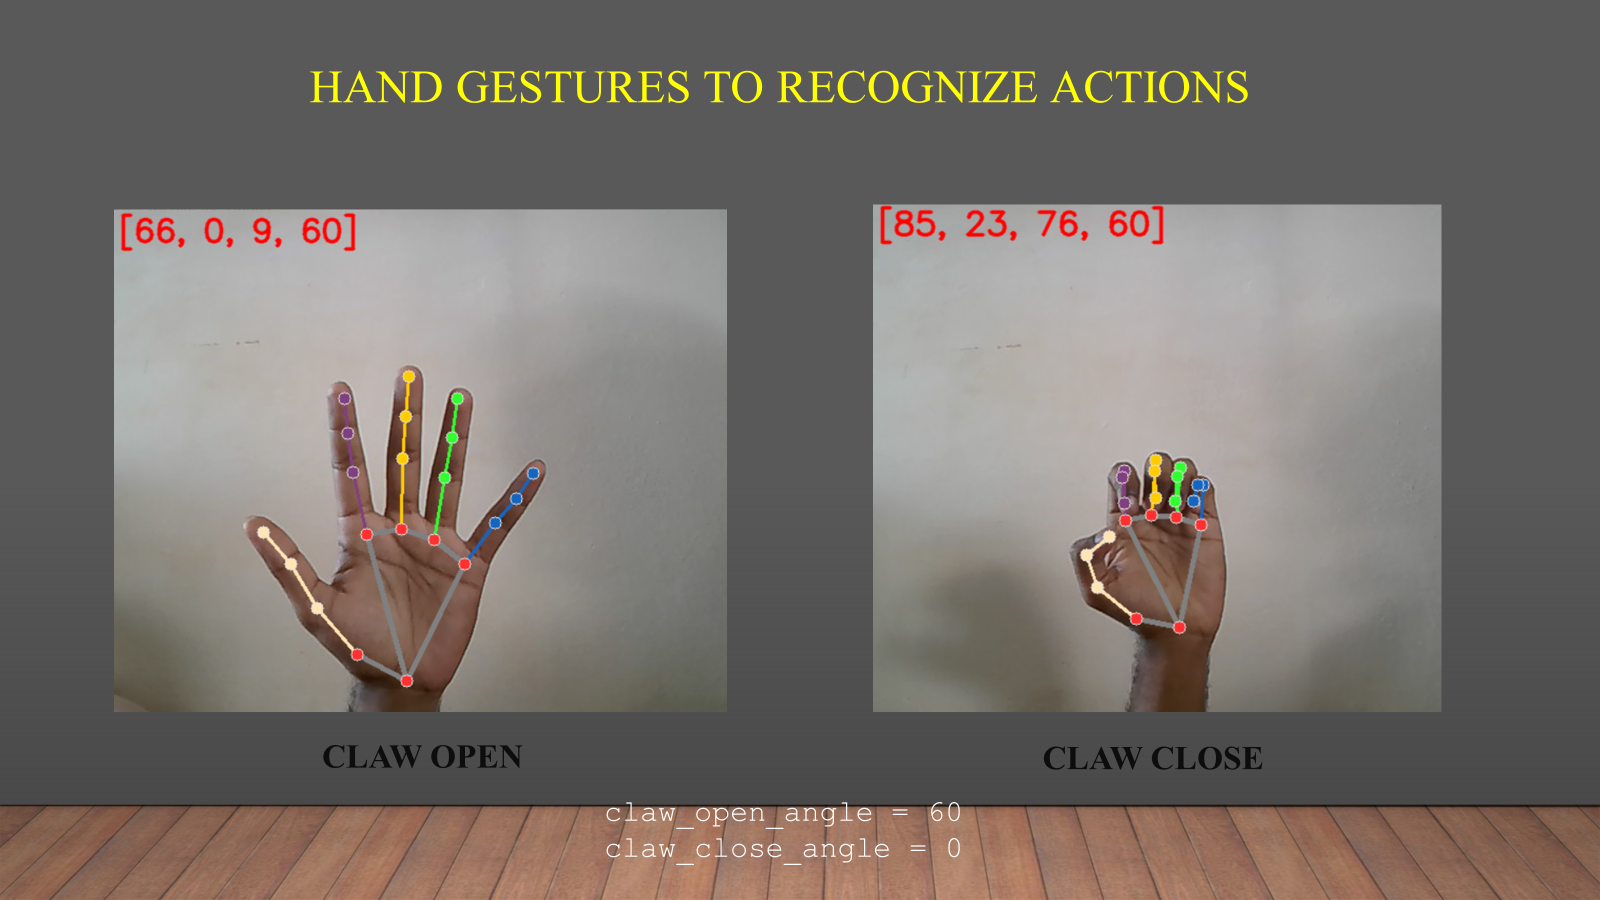 HAND GESTURES TO RECOGNIZE ACTIONS
[66, 0, 9, 60]
[85, 23, 76, 60]
CLAW OPEN
CLAW CLOSE
claw_open_angle = 60
claw_close_angle = 0